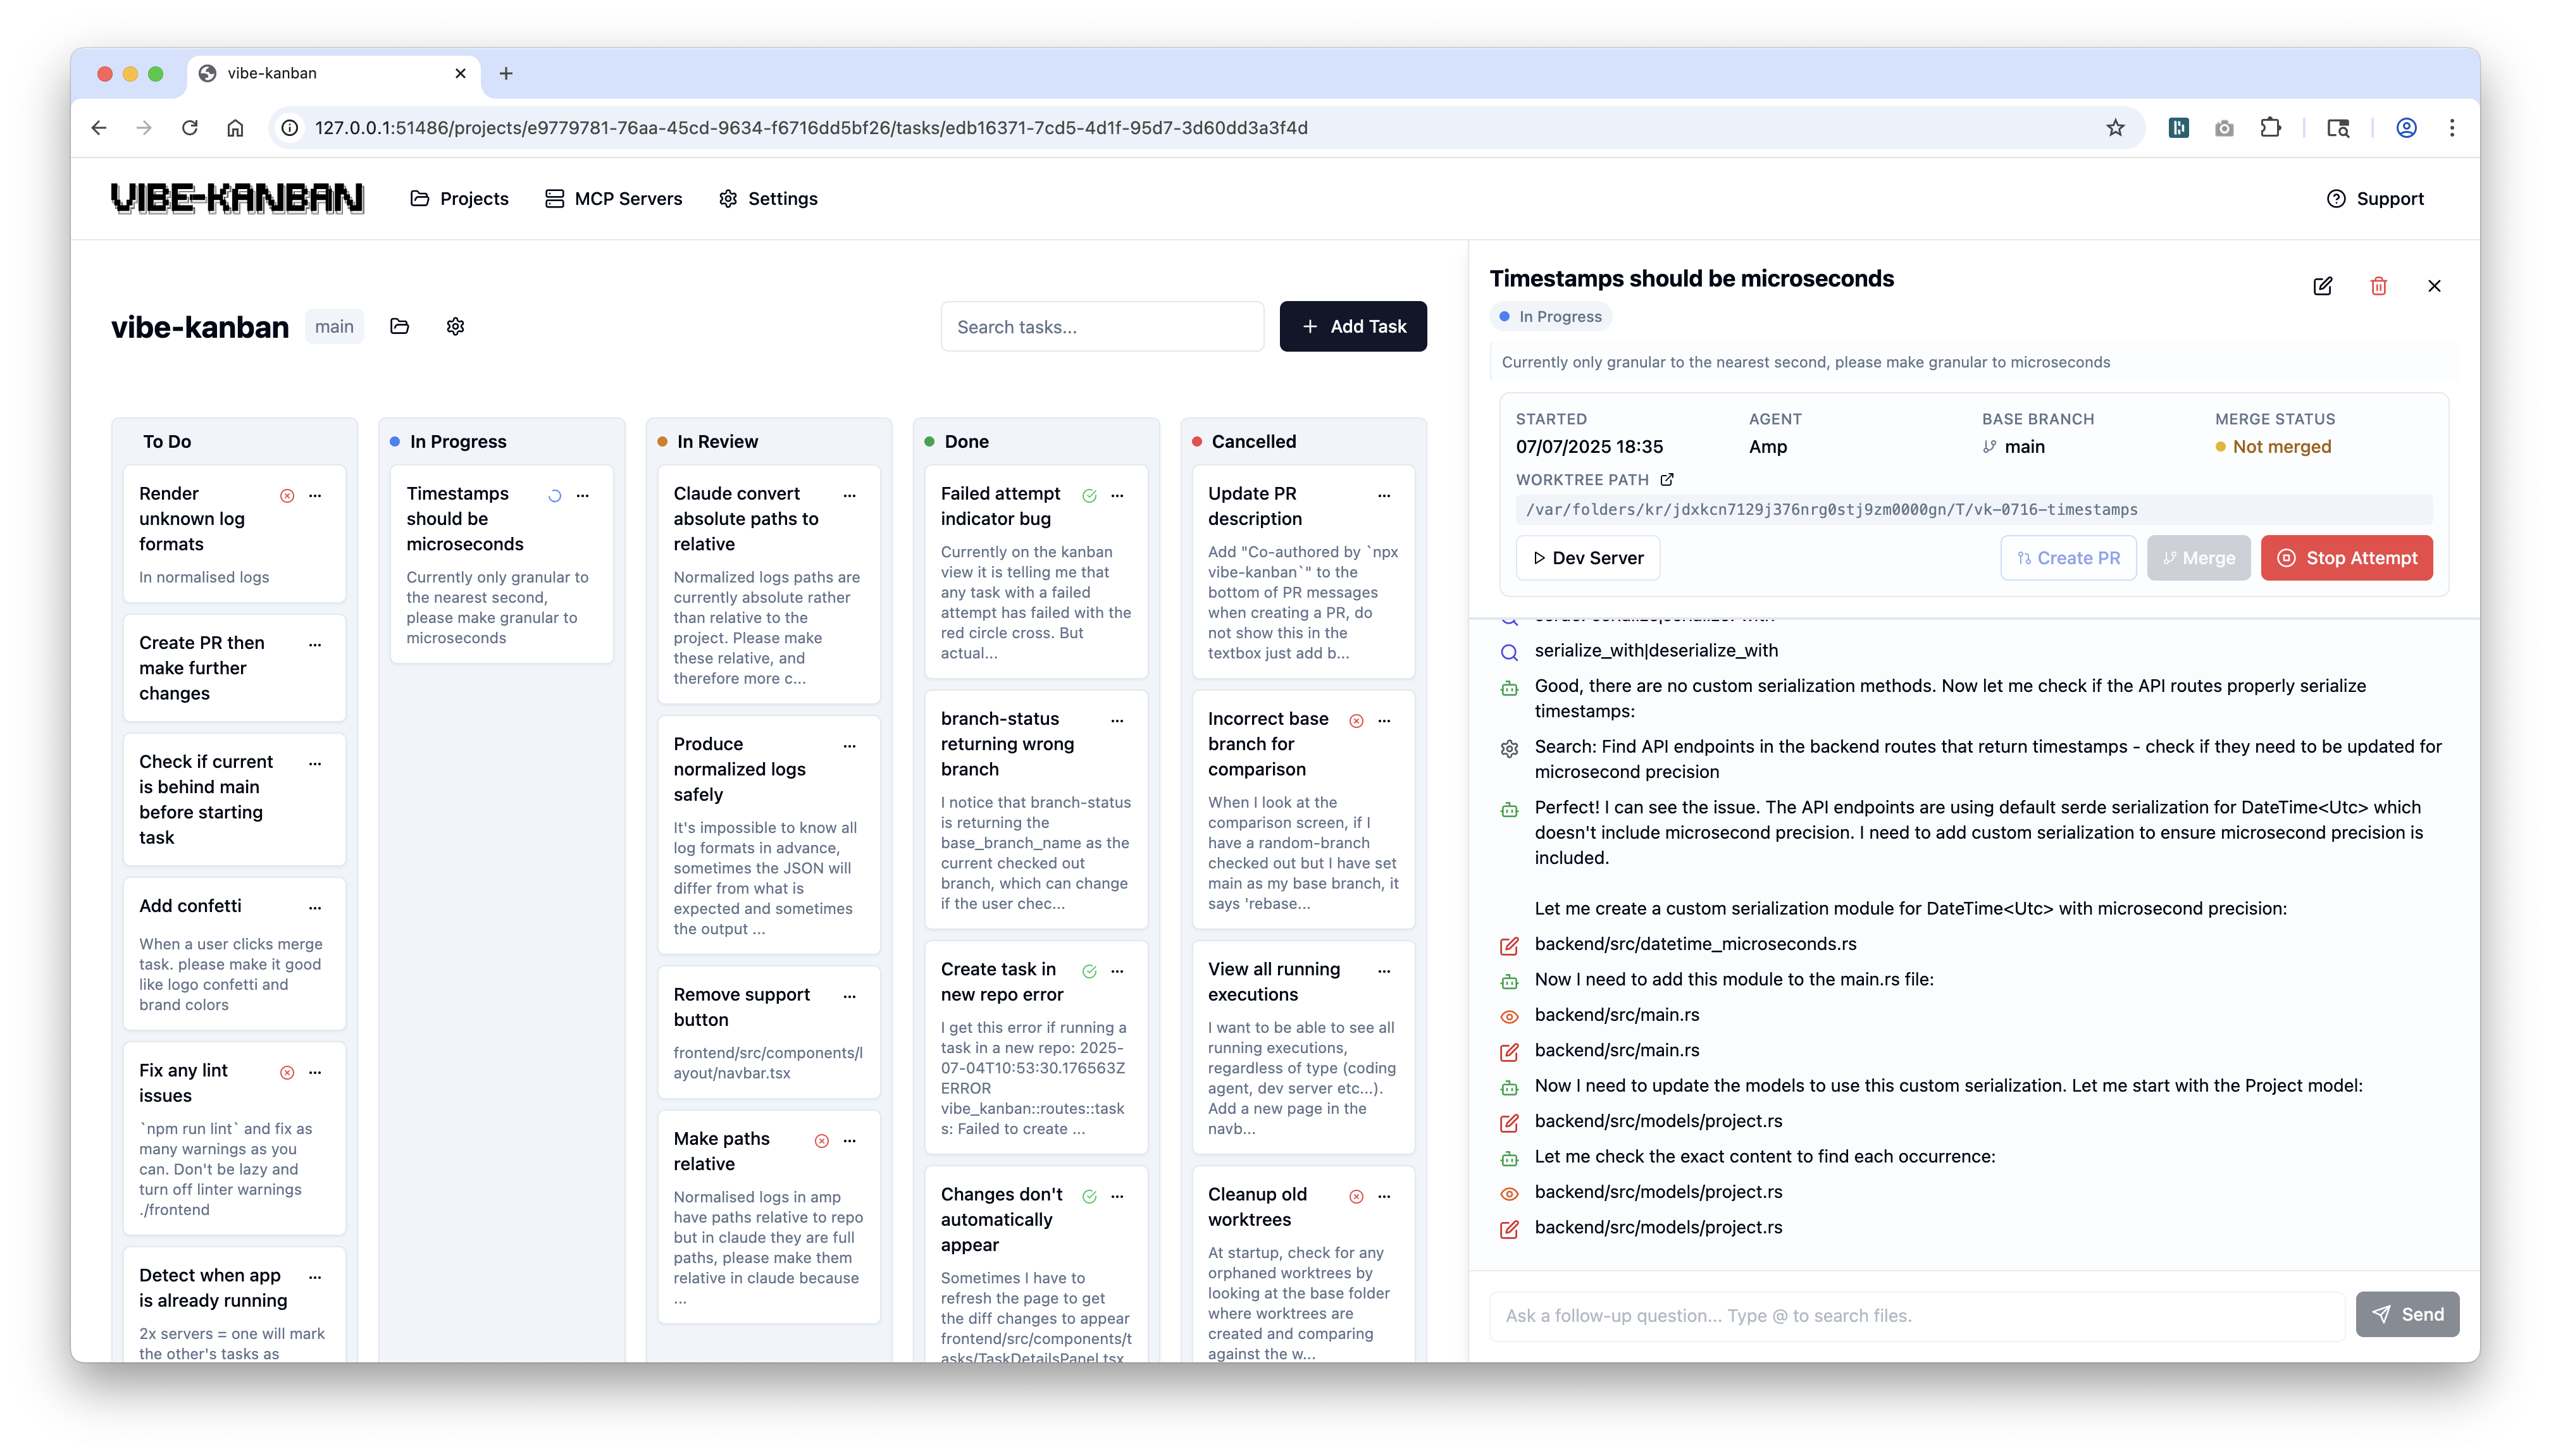 vibe-kanban
127.0.0.1:51486/projects/e9779781-76aa-45cd-9634-f6716dd5bf26/tasks/edb16371-7cd5-4d1f-95d7-3d60dd3a3f4d
VIBE-KANBAN
Projects
MCP Servers
Settings
Support
vibe-kanban
main
Search tasks...
+ Add Task
To Do
Render
unknown log
formats
In normalised logs
Create PR then
make further
changes
Check if current
is behind main
before starting
task
Add confetti
When a user clicks merge
task. please make it good
like logo confetti and
brand colors
Fix any lint
issues
`npm run lint` and fix as
many warnings as you
can. Don't be lazy and
turn off linter warnings
./frontend
Detect when app
is already running
2x servers = one will mark
the other's tasks as
In Progress
Timestamps
should be
microseconds
Currently only granular to
the nearest second,
please make granular to
microseconds
In Review
Claude convert
absolute paths to
relative
Normalized logs paths are
currently absolute rather
than relative to the
project. Please make
these relative, and
therefore more c...
Produce
normalized logs
safely
It's impossible to know all
log formats in advance,
sometimes the JSON will
differ from what is
expected and sometimes
the output ...
Remove support
button
frontend/src/components/l
ayout/navbar.tsx
Make paths
relative
Normalised logs in amp
have paths relative to repo
but in claude they are full
paths, please make them
relative in claude because
...
Done
Failed attempt
indicator bug
Currently on the kanban
view it is telling me that
any task with a failed
attempt has failed with the
red circle cross. But
actual...
branch-status
returning wrong
branch
I notice that branch-status
is returning the
base_branch_name as the
current checked out
branch, which can change
if the user chec...
Create task in
new repo error
I get this error if running a
task in a new repo: 2025-
07-04T10:53:30.176563Z
ERROR
vibe_kanban::routes::task
s: Failed to create ...
Changes don't
automatically
appear
Sometimes I have to
refresh the page to get
the diff changes to appear
frontend/src/components/t
asks/TaskDetailsPanel.tsx
Cancelled
Update PR
description
Add "Co-authored by `npx
vibe-kanban`" to the
bottom of PR messages
when creating a PR, do
not show this in the
textbox just add b...
Incorrect base
branch for
comparison
When I look at the
comparison screen, if I
have a random-branch
checked out but I have set
main as my base branch, it
says 'rebase...
View all running
executions
I want to be able to see all
running executions,
regardless of type (coding
agent, dev server etc...).
Add a new page in the
navb...
Cleanup old
worktrees
At startup, check for any
orphaned worktrees by
looking at the base folder
where worktrees are
created and comparing
against the w...
Timestamps should be microseconds
In Progress
Currently only granular to the nearest second, please make granular to microseconds
STARTED
07/07/2025 18:35
AGENT
Amp
BASE BRANCH
main
MERGE STATUS
Not merged
WORKTREE PATH
/var/folders/kr/jdxkcn7129j376nrg0stj9zm0000gn/T/vk-0716-timestamps
Dev Server
Create PR
Merge
Stop Attempt
serialize_with|deserialize_with
Good, there are no custom serialization methods. Now let me check if the API routes properly serialize
timestamps:
Search: Find API endpoints in the backend routes that return timestamps - check if they need to be updated for
microsecond precision
Perfect! I can see the issue. The API endpoints are using default serde serialization for DateTime<Utc> which
doesn't include microsecond precision. I need to add custom serialization to ensure microsecond precision is
included.
Let me create a custom serialization module for DateTime<Utc> with microsecond precision:
backend/src/datetime_microseconds.rs
Now I need to add this module to the main.rs file:
backend/src/main.rs
backend/src/main.rs
Now I need to update the models to use this custom serialization. Let me start with the Project model:
backend/src/models/project.rs
Let me check the exact content to find each occurrence:
backend/src/models/project.rs
backend/src/models/project.rs
Ask a follow-up question... Type @ to search files.
Send